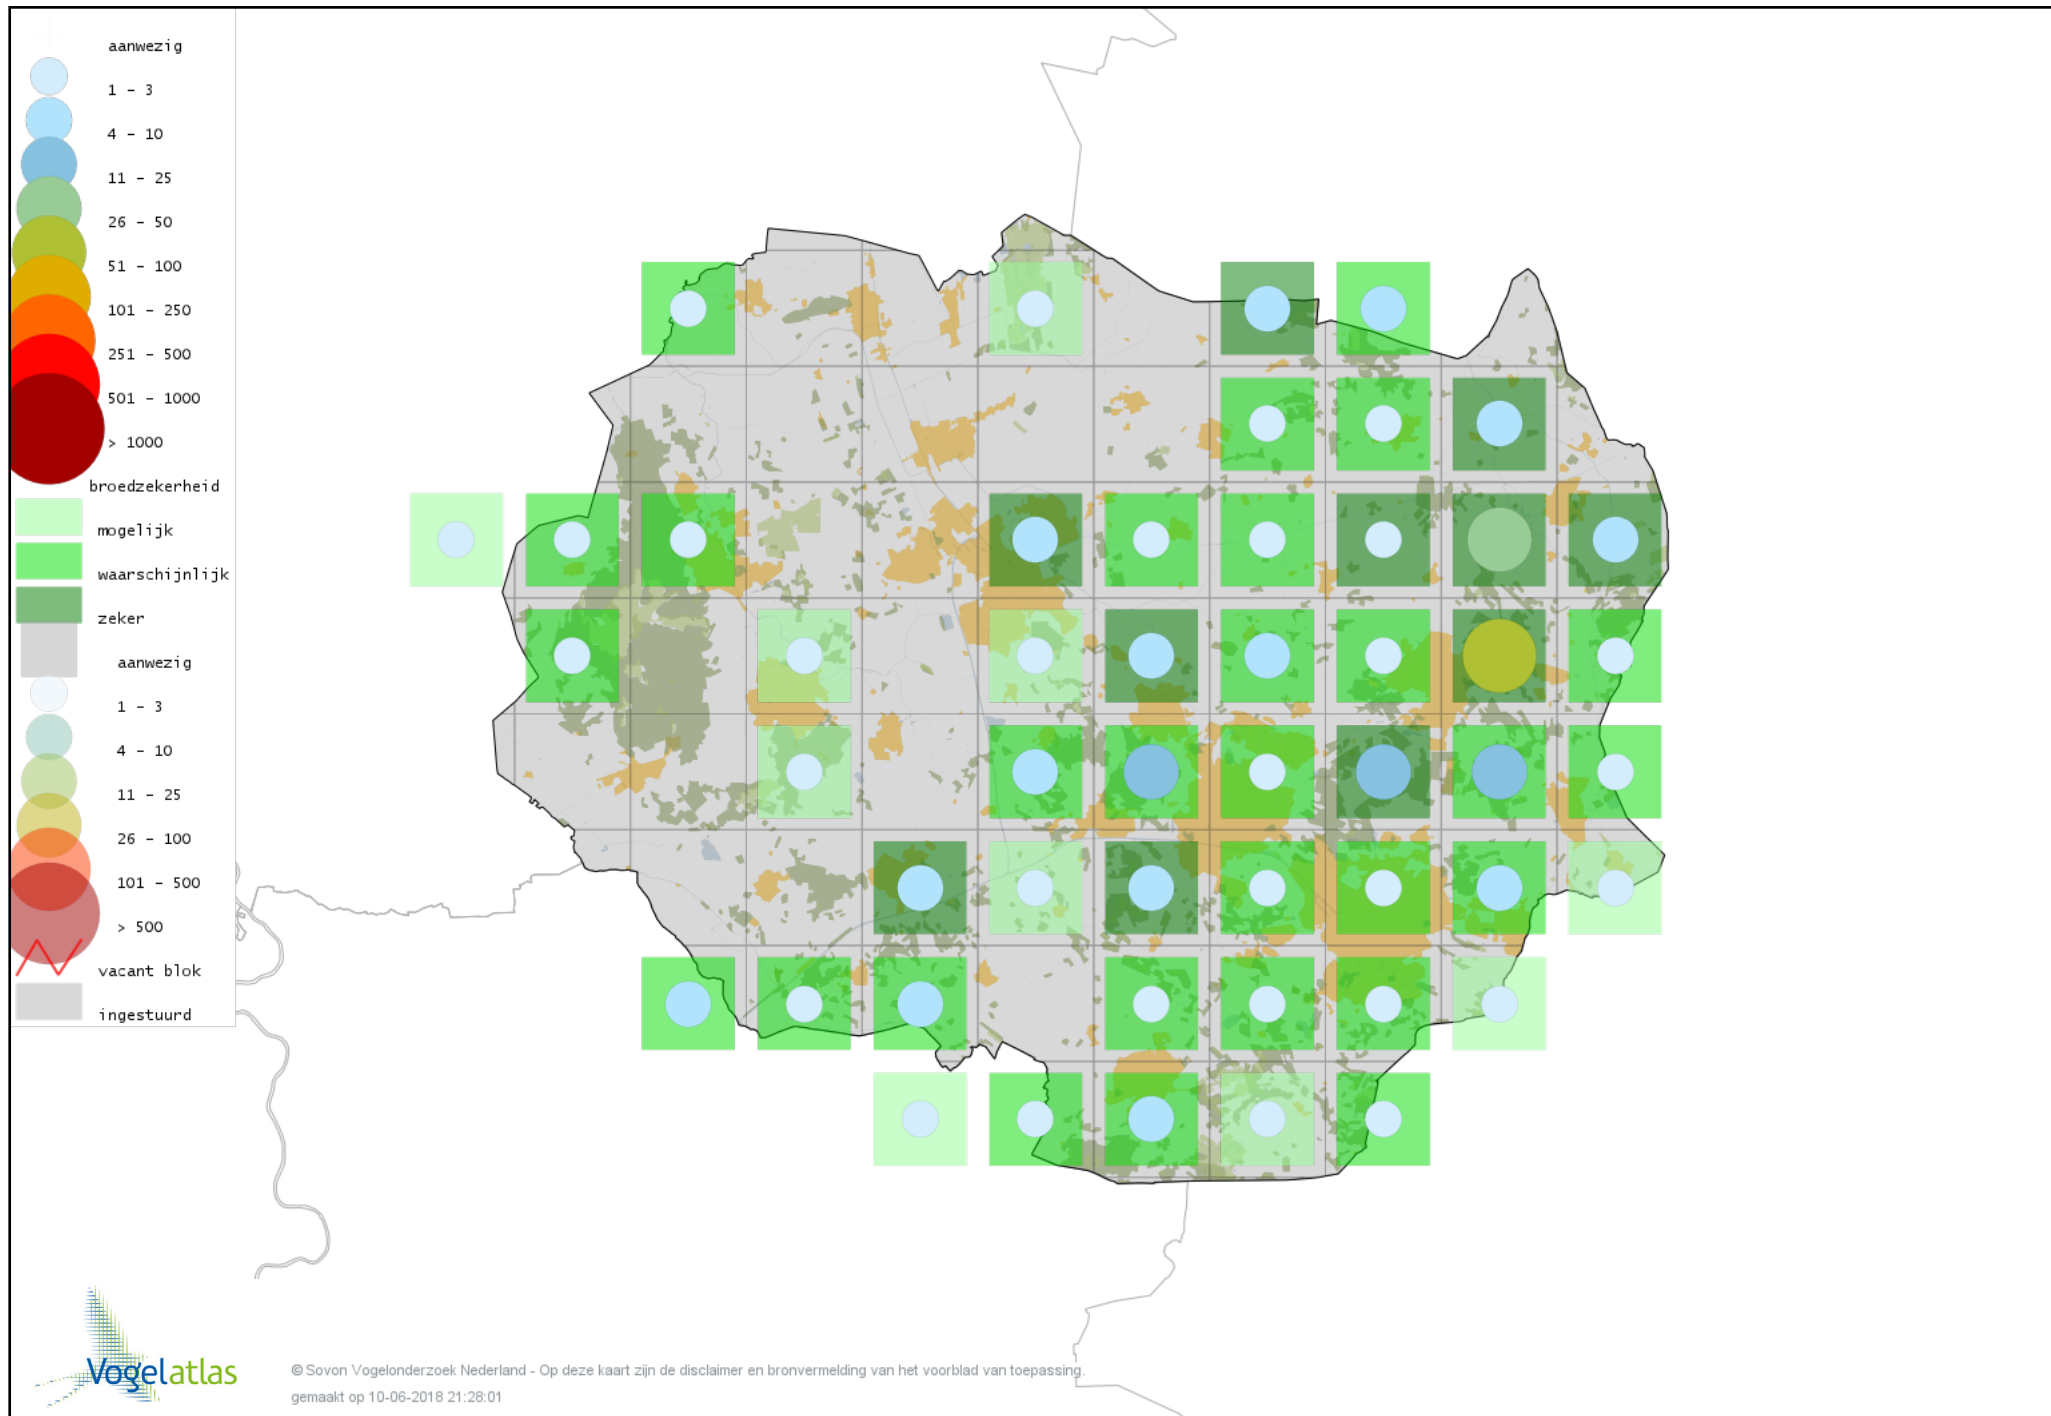 aanwezig
1 - 3
4 - 10
11 - 25
26 - 50
51 - 100
101 - 250
251 - 500
501 - 1000
> 1000
broedzekerheid
mogelijk
waarschijnlijk
zeker
aanwezig
1 - 3
4 - 10
11 - 25
26 - 100
101 - 500
> 500
vacant blok
ingestuurd
Vogelatlas
© Sovon Vogelonderzoek Nederland - Op deze kaart zijn de disclaimer en bronvermelding van het voorblad van toepassing.
gemaakt op 10-06-2018 21:28:01